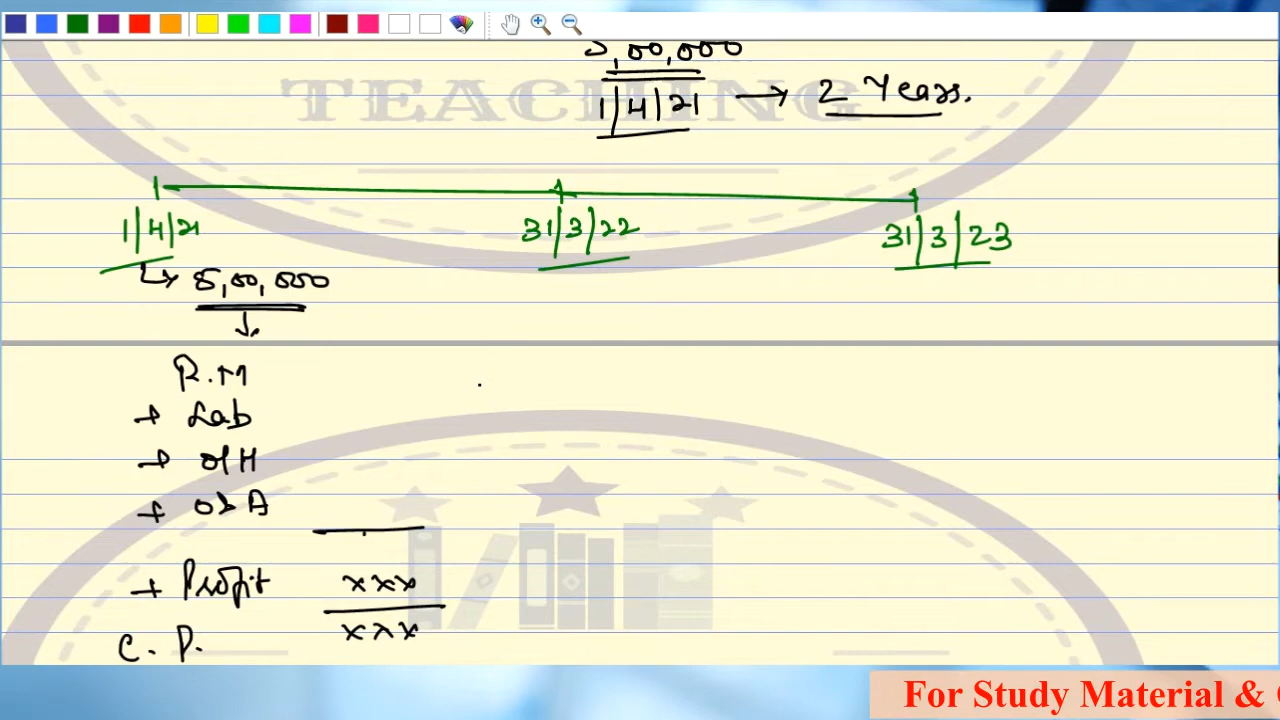 5,00,000
TEACHING
1|4|21 → 2 Years.
1|4|21 31|3|22 31|3|23
↳ 5,00,000
↓
R.M
+ Lab
+ O/H
+ O & A
+ Profit xxx
C. P. xxx
For Study Material &